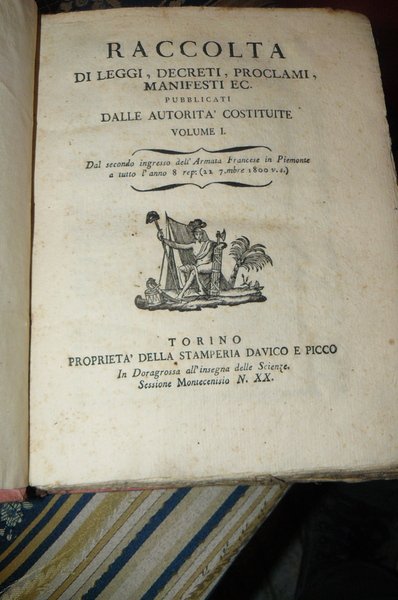 RACCOLTA
DI LEGGI, DECRETI, PROCLAMI,
MANIFESTI EC.
PUBBLICATI
DALLE AUTORITA' COSTITUITE
VOLUME I.
Dal secondo ingresso dell'Armata Francese in Piemonte
a tutto l'anno 8 rep: (22 7.mbre 1800 v.s.)
TORINO
PROPRIETA' DELLA STAMPERIA DAVICO E PICCO
In Doragrossa all'insegna delle Scienze.
Sessione Montecenisio N. XX.